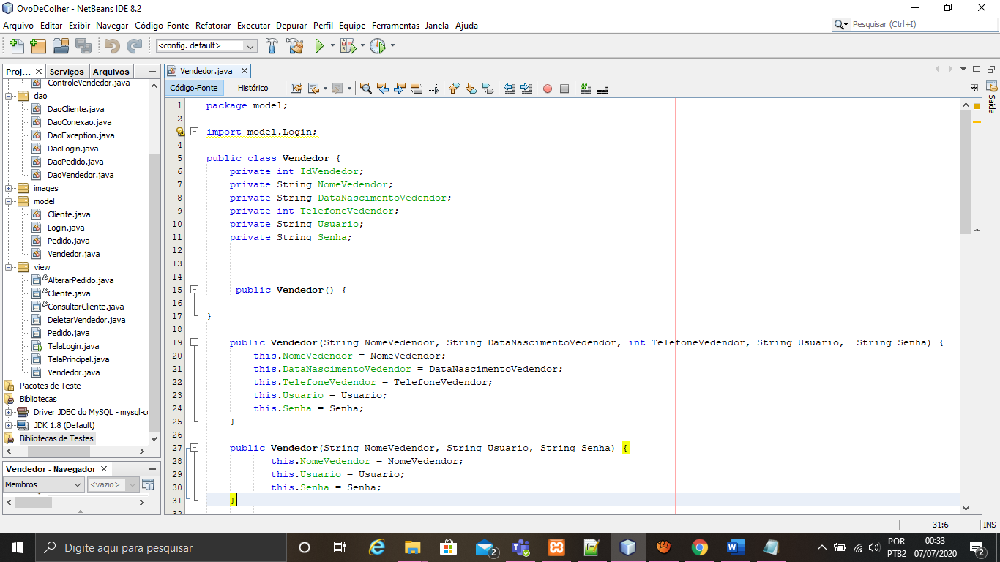 OvoDeColher - NetBeans IDE 8.2
Arquivo Editar Exibir Navegar Código-Fonte Refatorar Executar Depurar Perfil Equipe Ferramentas Janela Ajuda
Pesquisar (Ctrl+I)
<config. default>
Proj... Serviços Arquivos
ControleVendedor.java
dao
DaoCliente.java
DaoConexao.java
DaoException.java
DaoLogin.java
DaoPedido.java
DaoVendedor.java
images
model
Cliente.java
Login.java
Pedido.java
Vendedor.java
view
AlterarPedido.java
Cliente.java
ConsultarCliente.java
DeletarVendedor.java
Pedido.java
TelaLogin.java
TelaPrincipal.java
Vendedor.java
Pacotes de Teste
Bibliotecas
Driver JDBC do MySQL - mysql-c
JDK 1.8 (Default)
Bibliotecas de Testes
Vendedor - Navegador
Membros <vazio>
Vendedor.java
Código-Fonte Histórico
1 package model;
2
import model.Login;
4
5 public class Vendedor {
6 private int IdVendedor;
7 private String NomeVedendor;
8 private String DataNascimentoVedendor;
9 private int TelefoneVedendor;
10 private String Usuario;
11 private String Senha;
12
13
14
15 public Vendedor() {
16
17 }
18
19 public Vendedor(String NomeVedendor, String DataNascimentoVedendor, int TelefoneVedendor, String Usuario, String Senha) {
20 this.NomeVedendor = NomeVedendor;
21 this.DataNascimentoVedendor = DataNascimentoVedendor;
22 this.TelefoneVedendor = TelefoneVedendor;
23 this.Usuario = Usuario;
24 this.Senha = Senha;
25 }
26
27 public Vendedor(String NomeVedendor, String Usuario, String Senha) {
28 this.NomeVedendor = NomeVedendor;
29 this.Usuario = Usuario;
30 this.Senha = Senha;
31 }
32
Saída
31:6 INS
Digite aqui para pesquisar
2
POR
PTB2
00:33
07/07/2020
2